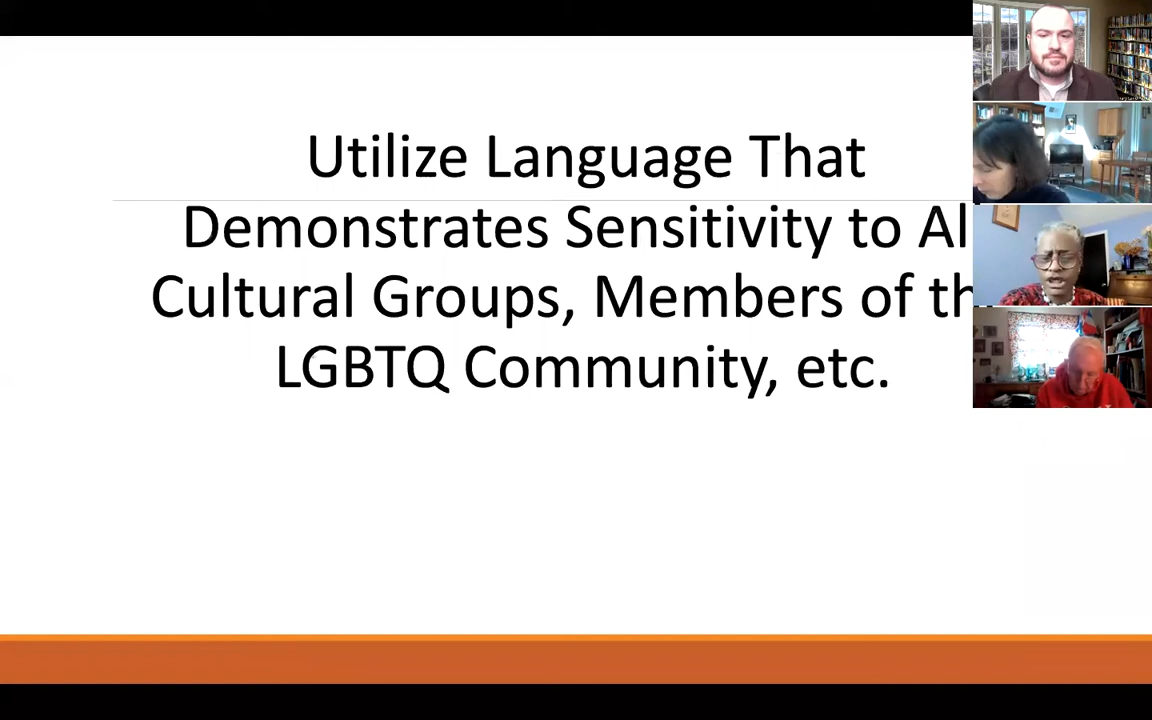 Utilize Language That
Demonstrates Sensitivity to Al
Cultural Groups, Members of th
LGBTQ Community, etc.